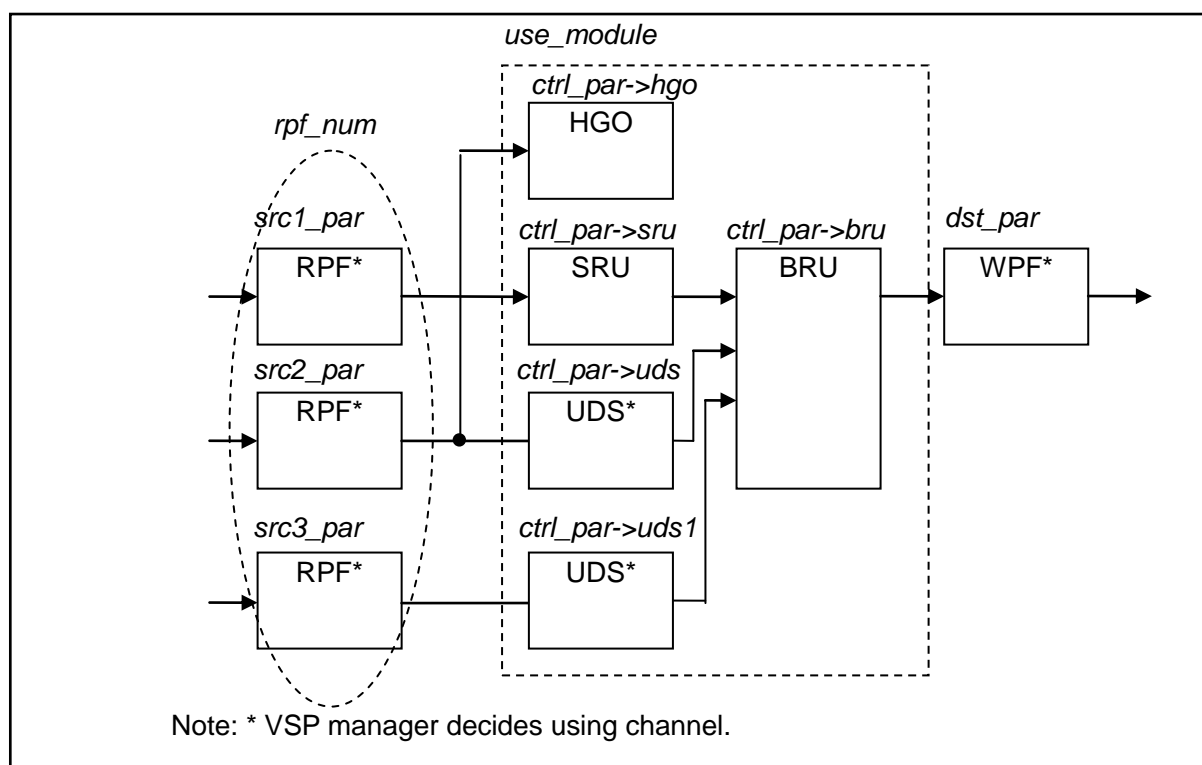 use_module
ctrl_par->hgo
HGO
rpf_num
src1_par
ctrl_par->sru
ctrl_par->bru
dst_par
RPF*
SRU
BRU
WPF*
src2_par
ctrl_par->uds
RPF*
UDS*
src3_par
ctrl_par->uds1
RPF*
UDS*
Note: * VSP manager decides using channel.